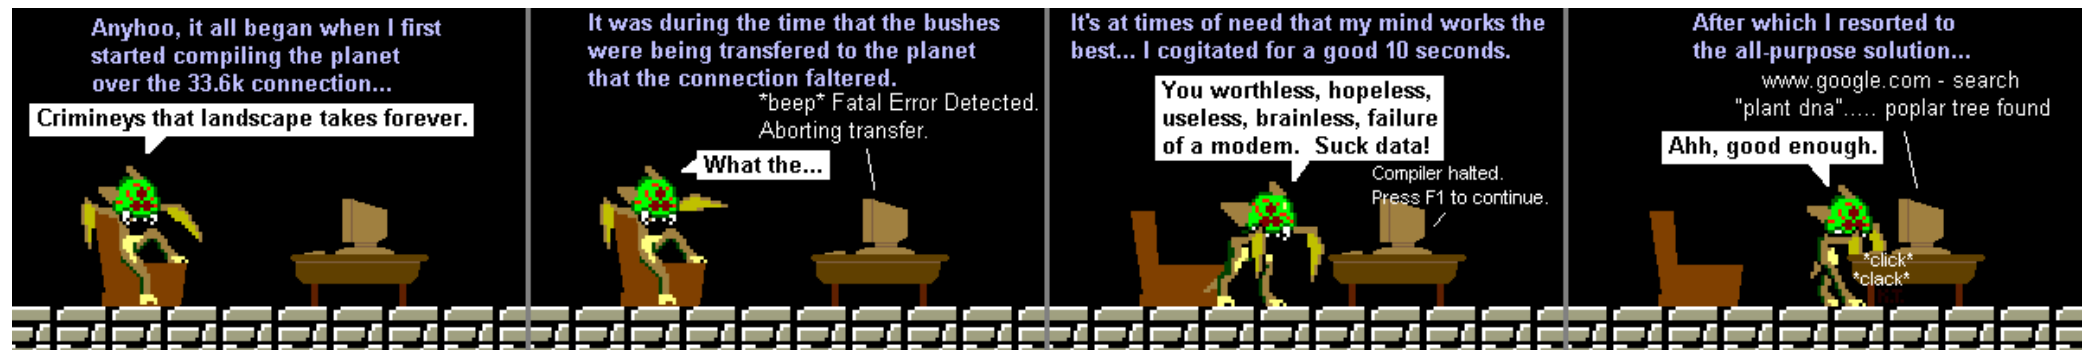 Anyhoo, it all began when I first
started compiling the planet
over the 33.6k connection...
Crimineys that landscape takes forever.
It was during the time that the bushes
were being transfered to the planet
that the connection faltered.
*beep* Fatal Error Detected.
Aborting transfer.
What the...
It's at times of need that my mind works the
best... I cogitated for a good 10 seconds.
You worthless, hopeless,
useless, brainless, failure
of a modem.  Suck data!
Compiler halted.
Press F1 to continue.
After which I resorted to
the all-purpose solution...
www.google.com - search
"plant dna"..... poplar tree found
Ahh, good enough.
*click*
*clack*